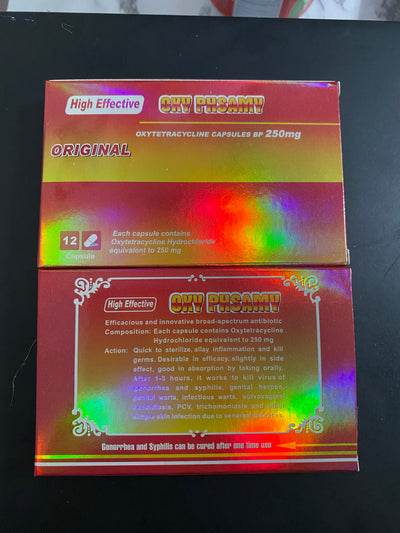 High Effective
OXY PHSAMY
OXYTETRACYCLINE CAPSULES BP 250mg
ORIGINAL
12
Capsule
Each capsule contains
Oxytetracycline Hydrochloride
equivalent to 250 mg
High Effective
OXY PHSAMY
Efficacious and innovative broad-spectrum antibiotic
Composition: Each capsule contains Oxytetracycline
Hydrochloride equivalent to 250 mg
Action: Quick to sterilize, allay inflammation and kill
germs. Desirable in efficacy, slightly in side
effect, good in absorption by taking orally.
After 1-3 hours, it works to kill virus of
gonorrhea and syphilis, genital herpes,
genital warts, infectious warts, vulvovaginal
candidiasis, PCV, trichomoniasis and
simple skin infection due to venereal diseases.
Gonorrhea and Syphilis can be cured after one time use